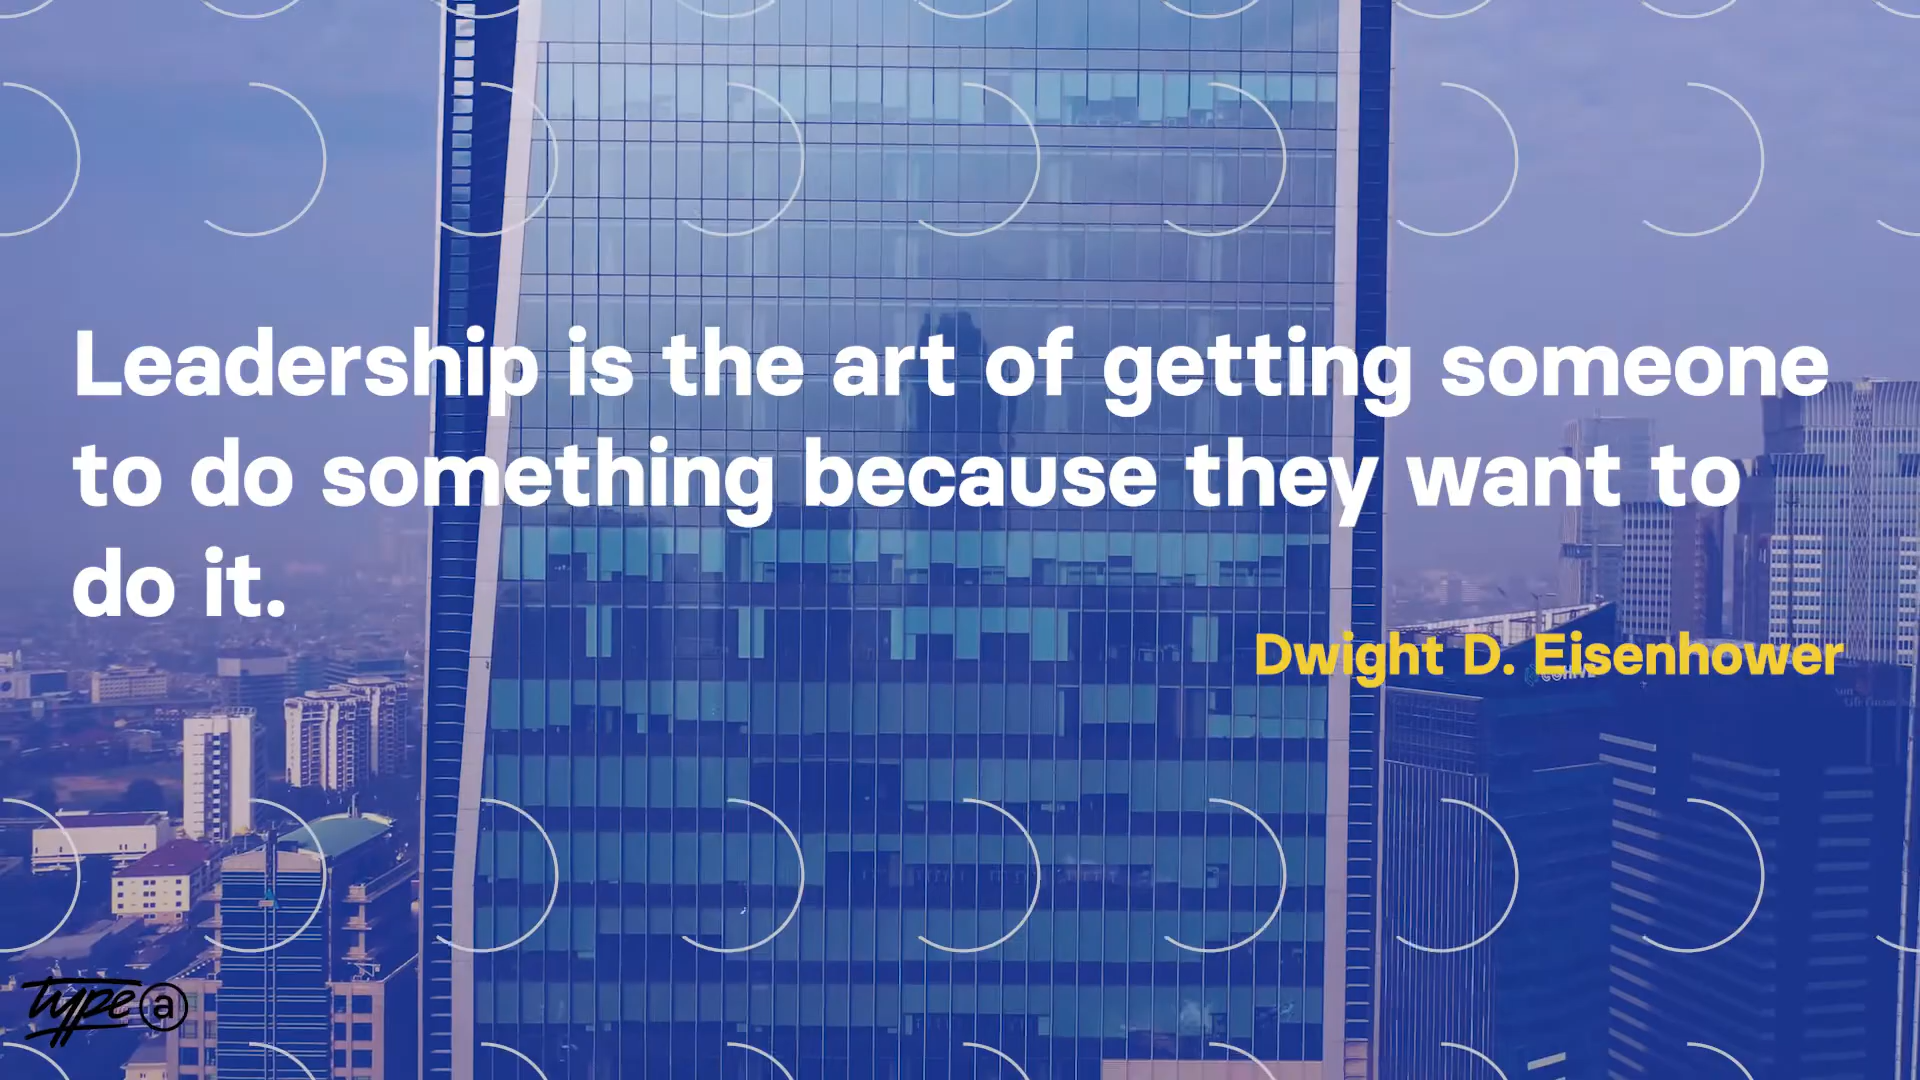 Leadership is the art of getting someone
to do something because they want to
do it.
Dwight D. Eisenhower
type a